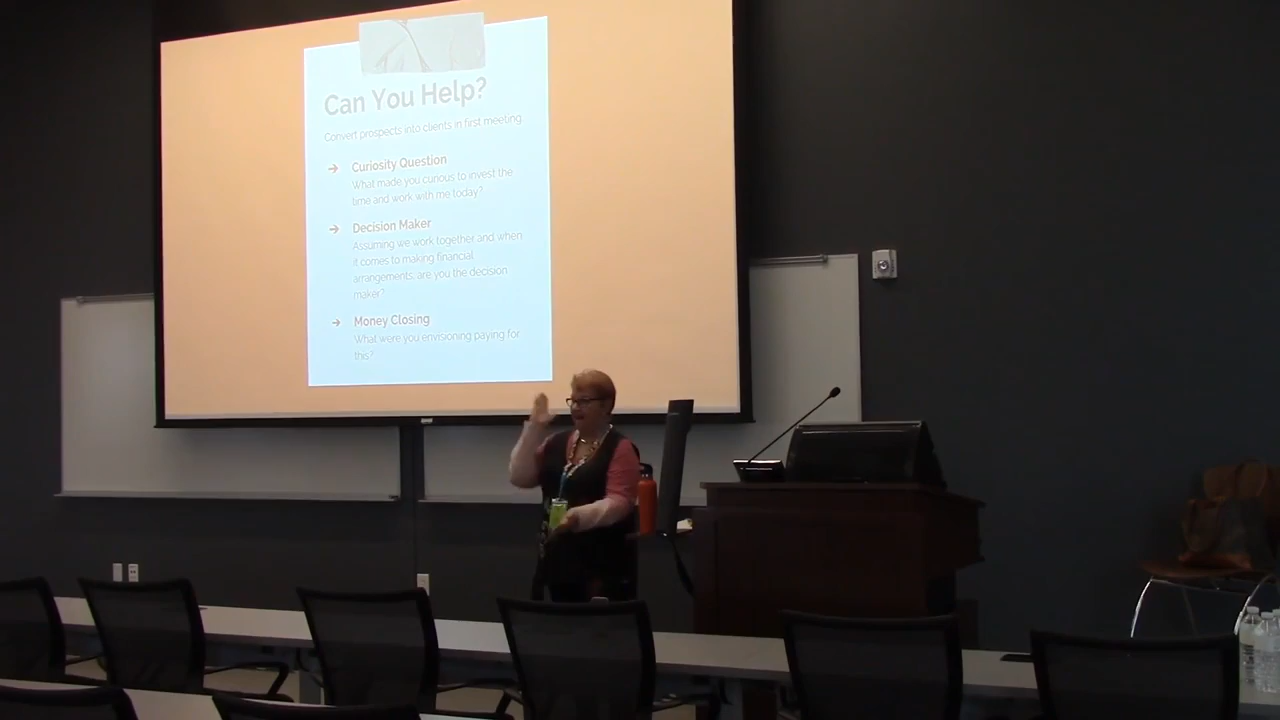 Can You Help?
Convert prospects into clients in first meeting
→ Curiosity Question
What made you curious to invest the
time and work with me today?
→ Decision Maker
Assuming we work together and when
it comes to making financial
arrangements, are you the decision
maker?
→ Money Closing
What were you envisioning paying for
this?